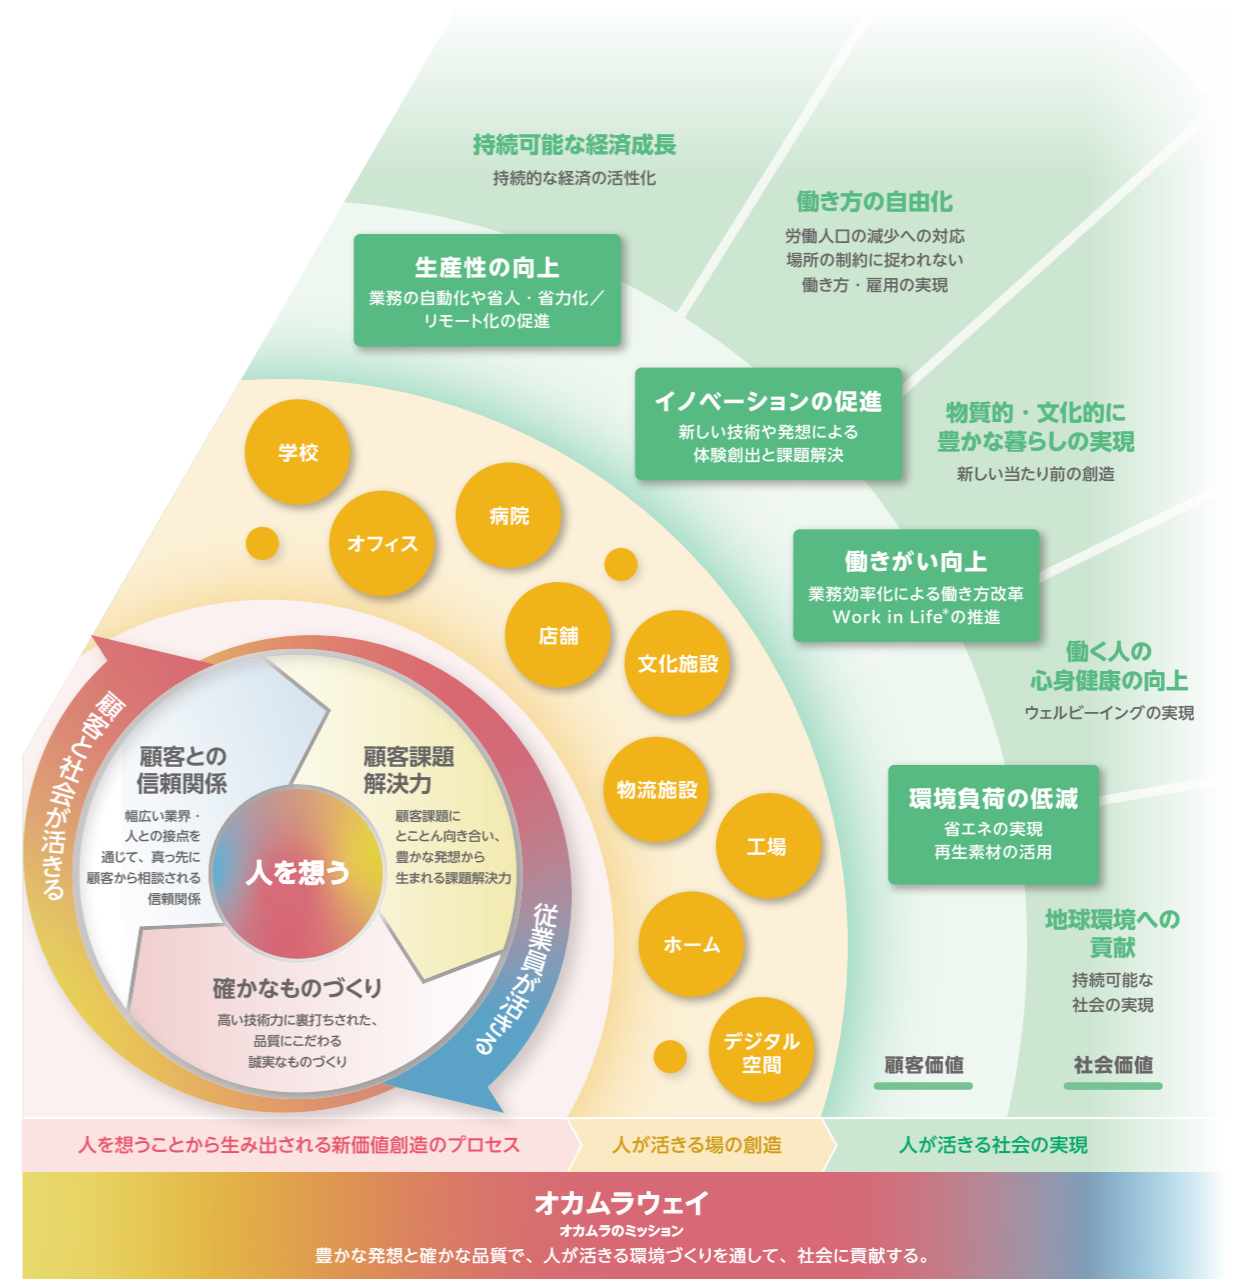 持続可能な経済成長
持続的な経済の活性化
働き方の自由化
労働人口の減少への対応
場所の制約に捉われない
働き方・雇用の実現
生産性の向上
業務の自動化や省人・省力化／
リモート化の促進
イノベーションの促進
新しい技術や発想による
体験創出と課題解決
物質的・文化的に
豊かな暮らしの実現
新しい当たり前の創造
働きがい向上
業務効率化による働き方改革
Work in Life*の推進
働く人の
心身健康の向上
ウェルビーイングの実現
環境負荷の低減
省エネの実現
再生素材の活用
地球環境への
貢献
持続可能な
社会の実現
顧客価値
社会価値
学校
オフィス
病院
店舗
文化施設
物流施設
工場
ホーム
デジタル
空間
顧客と社会が活きる
従業員が活きる
顧客との
信頼関係
幅広い業界・
人との接点を
通じて、真っ先に
顧客から相談される
信頼関係
顧客課題
解決力
顧客課題に
とことん向き合い、
豊かな発想から
生まれる課題解決力
人を想う
確かなものづくり
高い技術力に裏打ちされた、
品質にこだわる
誠実なものづくり
人を想うことから生み出される新価値創造のプロセス
人が活きる場の創造
人が活きる社会の実現
オカムラウェイ
オカムラのミッション
豊かな発想と確かな品質で、人が活きる環境づくりを通して、社会に貢献する。